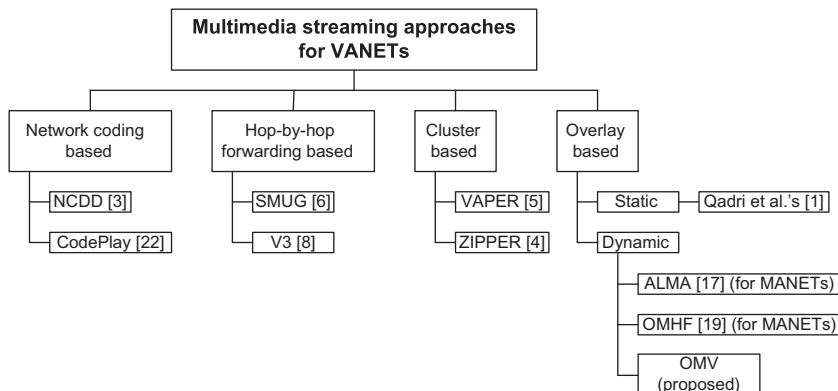 Multimedia streaming approaches
for VANETs
Network coding
based
Hop-by-hop
forwarding based
Cluster
based
Overlay
based
NCDD [3]
SMUG [6]
VAPER [5]
Static
Qadri et al.'s [1]
CodePlay [22]
V3 [8]
ZIPPER [4]
Dynamic
ALMA [17] (for MANETs)
OMHF [19] (for MANETs)
OMV
(proposed)